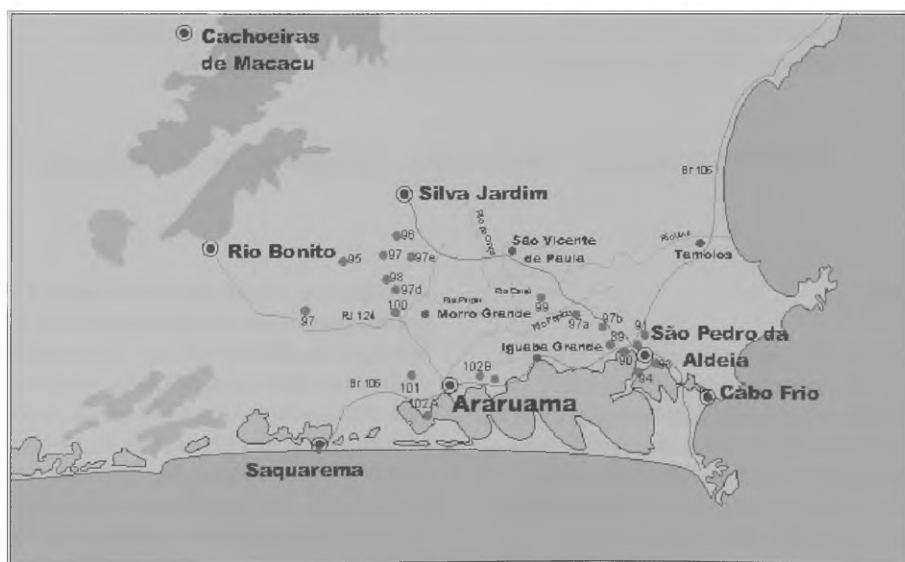 Cachoeiras
de Macacu
Br 106
Silva Jardim
São Vicente
de Paula
Tamoios
Rio Bonito
96
97
97e
95
98
97d
100
97
RJ 124
Morro Grande
99
97a
97b
89
91
Iguaba Grande
São Pedro da
Aldeia
90
93
94
102B
Br 106
101
Araruama
102A
Cabo Frio
Saquarema